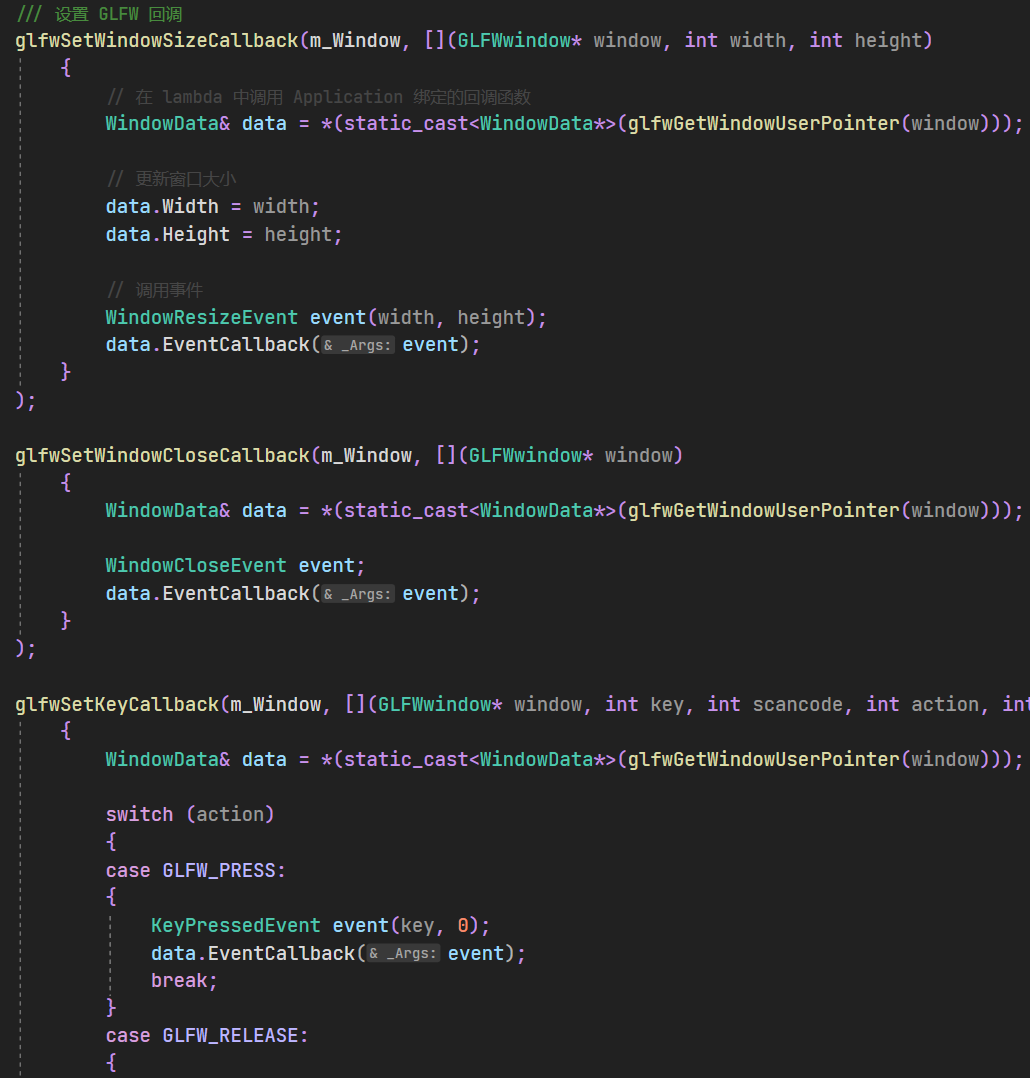 /// 设置 GLFW 回调
glfwSetWindowSizeCallback(m_Window, [](GLFWwindow* window, int width, int height)
{
// 在 lambda 中调用 Application 绑定的回调函数
WindowData& data = *(static_cast<WindowData*>(glfwGetWindowUserPointer(window)));
// 更新窗口大小
data.Width = width;
data.Height = height;
// 调用事件
WindowResizeEvent event(width, height);
data.EventCallback(& _Args: event);
}
);
glfwSetWindowCloseCallback(m_Window, [](GLFWwindow* window)
{
WindowData& data = *(static_cast<WindowData*>(glfwGetWindowUserPointer(window)));
WindowCloseEvent event;
data.EventCallback(& _Args: event);
}
);
glfwSetKeyCallback(m_Window, [](GLFWwindow* window, int key, int scancode, int action, int
{
WindowData& data = *(static_cast<WindowData*>(glfwGetWindowUserPointer(window)));
switch (action)
{
case GLFW_PRESS:
{
KeyPressedEvent event(key, 0);
data.EventCallback(& _Args: event);
break;
}
case GLFW_RELEASE:
{